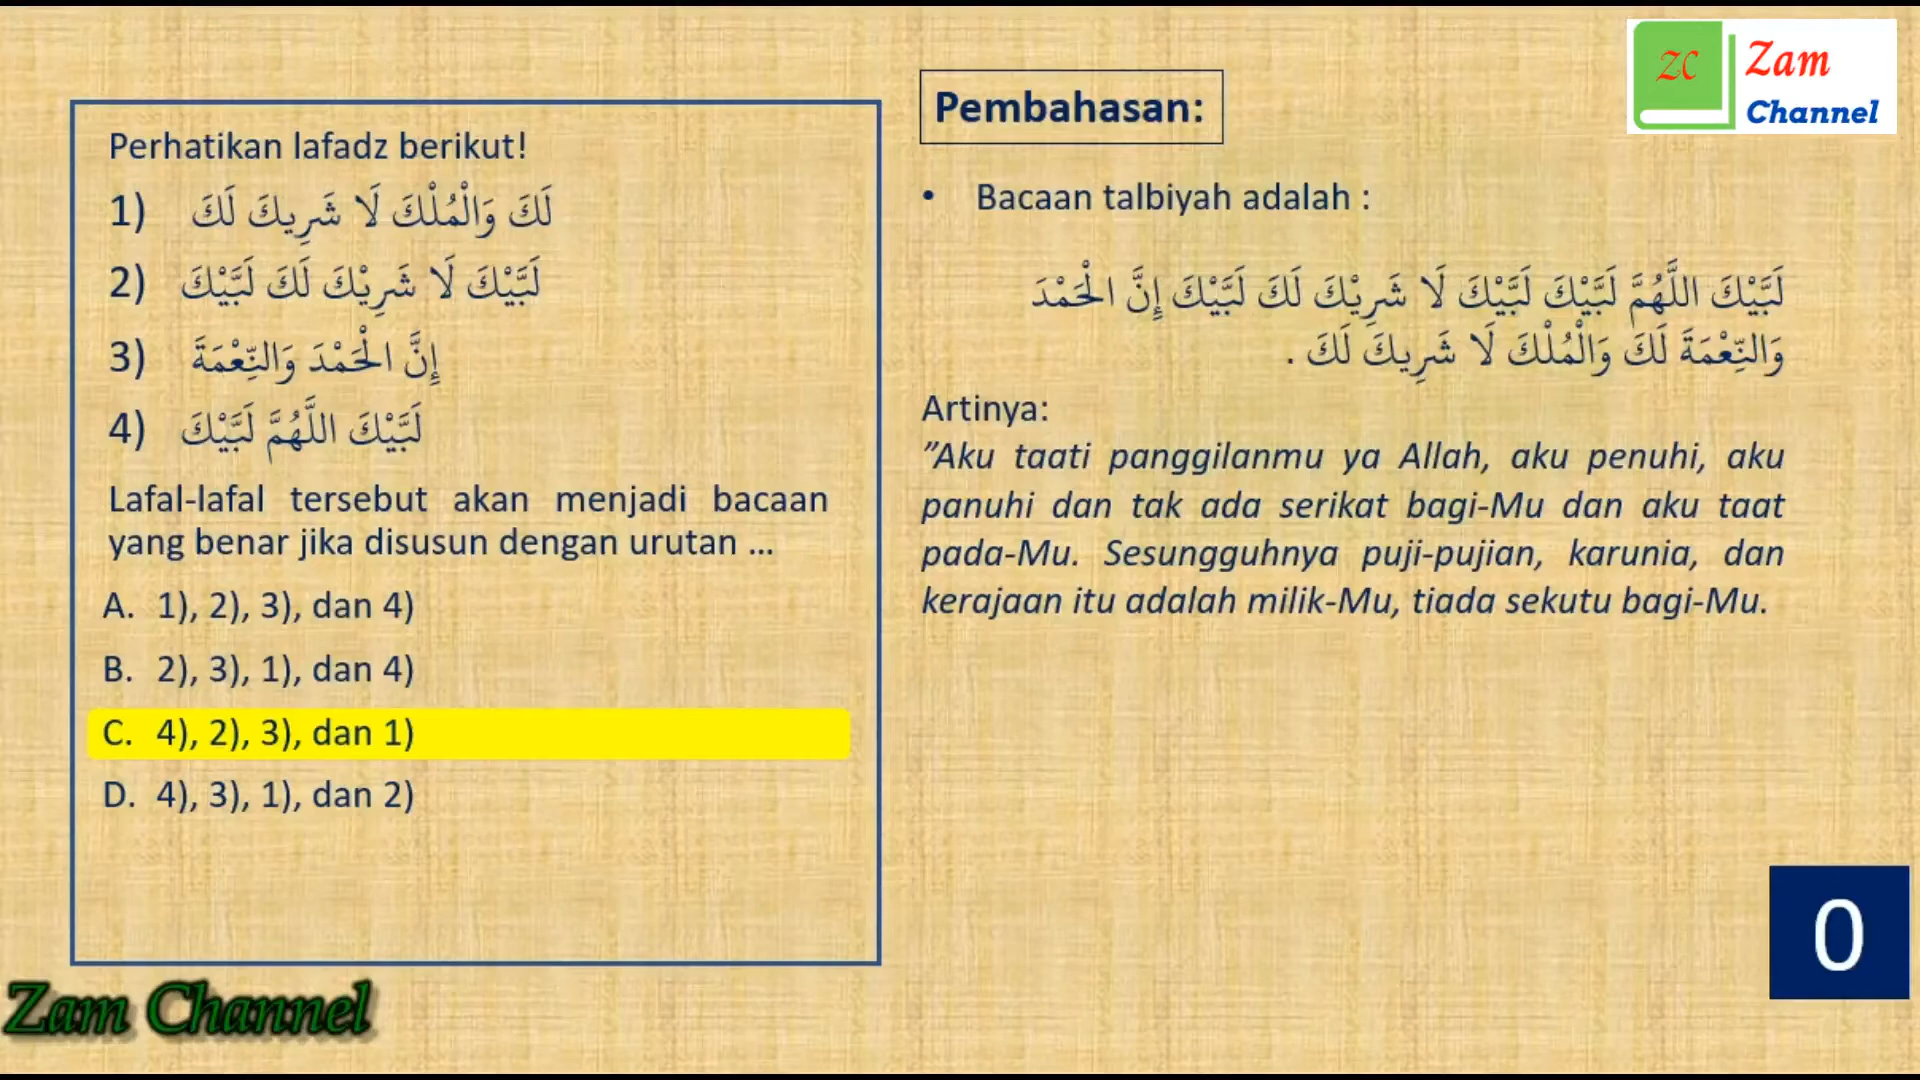 ZC
Zam
Channel
Perhatikan lafadz berikut!
1) لَكَ وَالْمُلْكَ لَا شَرِيكَ لَكَ
2) لَبَّيْكَ لَا شَرِيْكَ لَكَ لَبَّيْكَ
3) إِنَّ الْحَمْدَ وَالنِّعْمَةَ
4) لَبَّيْكَ اللَّهُمَّ لَبَّيْكَ
Lafal-lafal tersebut akan menjadi bacaan
yang benar jika disusun dengan urutan ...
A. 1), 2), 3), dan 4)
B. 2), 3), 1), dan 4)
C. 4), 2), 3), dan 1)
D. 4), 3), 1), dan 2)
Pembahasan:
• Bacaan talbiyah adalah :
لَبَّيْكَ اللَّهُمَّ لَبَّيْكَ لَبَّيْكَ لَا شَرِيْكَ لَكَ لَبَّيْكَ إِنَّ الْحَمْدَ
وَالنِّعْمَةَ لَكَ وَالْمُلْكَ لَا شَرِيكَ لَكَ .
Artinya:
”Aku taati panggilanmu ya Allah, aku penuhi, aku
panuhi dan tak ada serikat bagi-Mu dan aku taat
pada-Mu. Sesungguhnya puji-pujian, karunia, dan
kerajaan itu adalah milik-Mu, tiada sekutu bagi-Mu.
0
Zam Channel